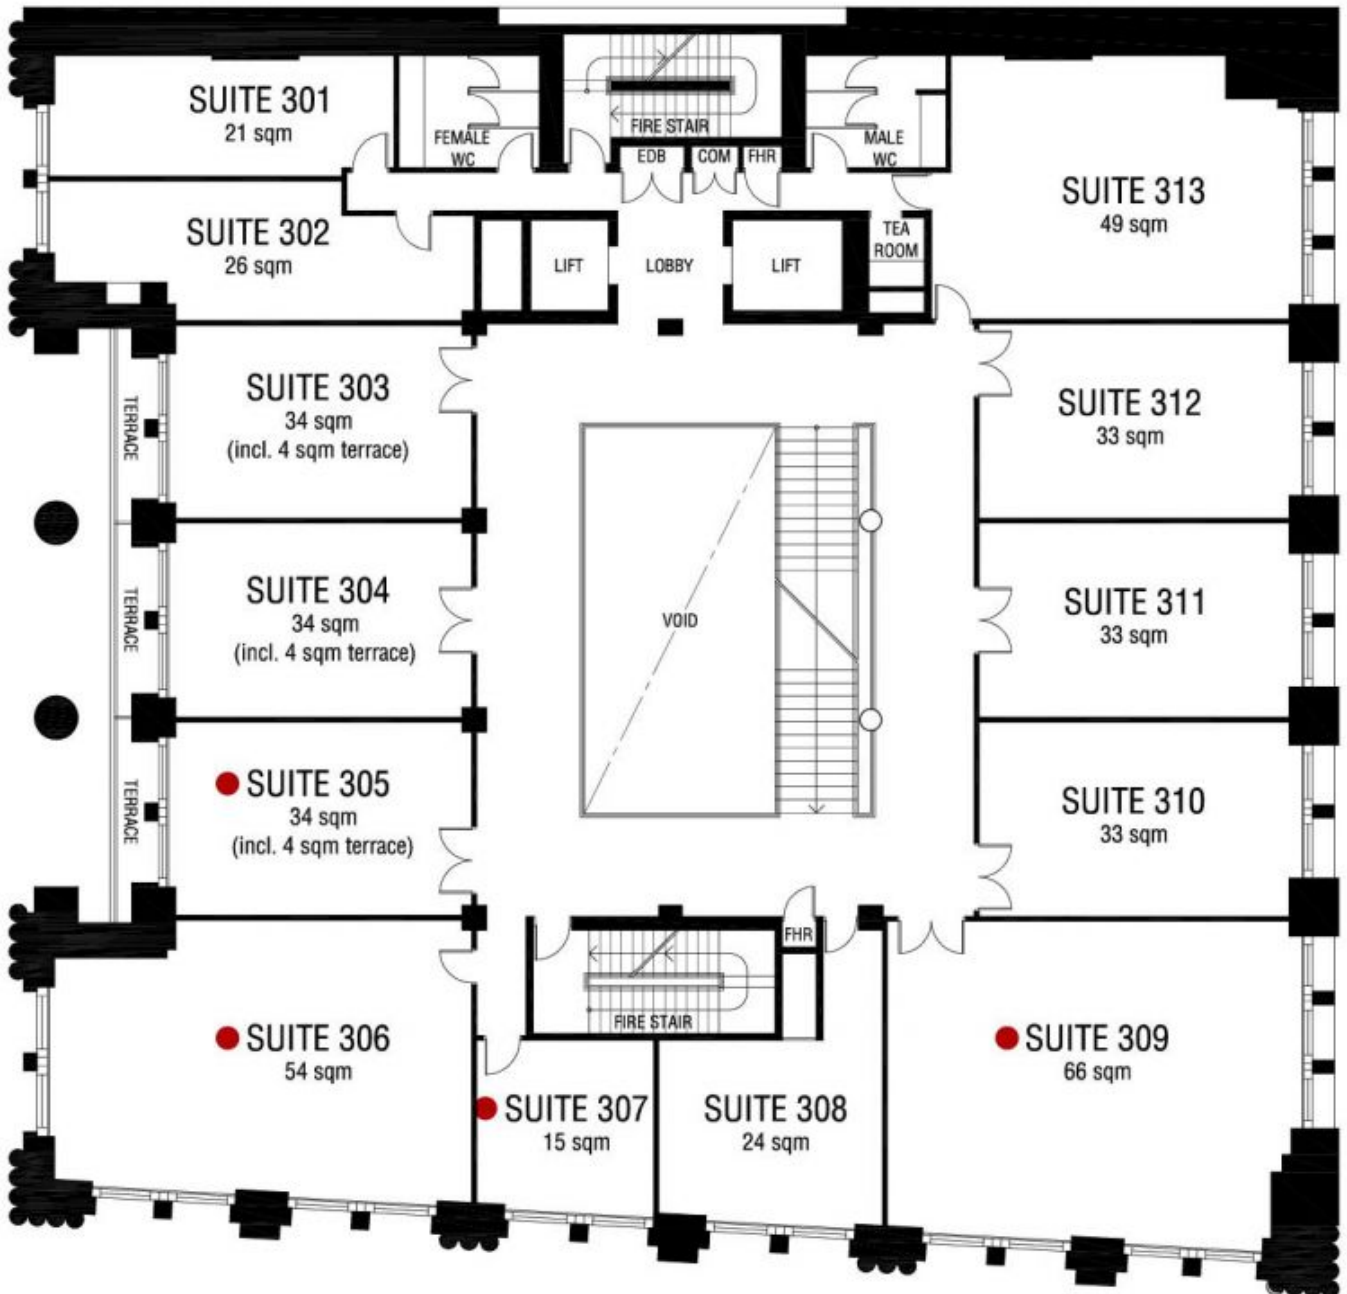 SUITE 301
21 sqm
FEMALE
WC
FIRE STAIR
EDB
COM
FHR
MALE
WC
SUITE 313
49 sqm
SUITE 302
26 sqm
LIFT
LOBBY
LIFT
TEA
ROOM
SUITE 303
34 sqm
(incl. 4 sqm terrace)
TERRACE
SUITE 312
33 sqm
SUITE 304
34 sqm
(incl. 4 sqm terrace)
TERRACE
VOID
SUITE 311
33 sqm
SUITE 305
34 sqm
(incl. 4 sqm terrace)
TERRACE
SUITE 310
33 sqm
FHR
FIRE STAIR
SUITE 306
54 sqm
SUITE 307
15 sqm
SUITE 308
24 sqm
SUITE 309
66 sqm